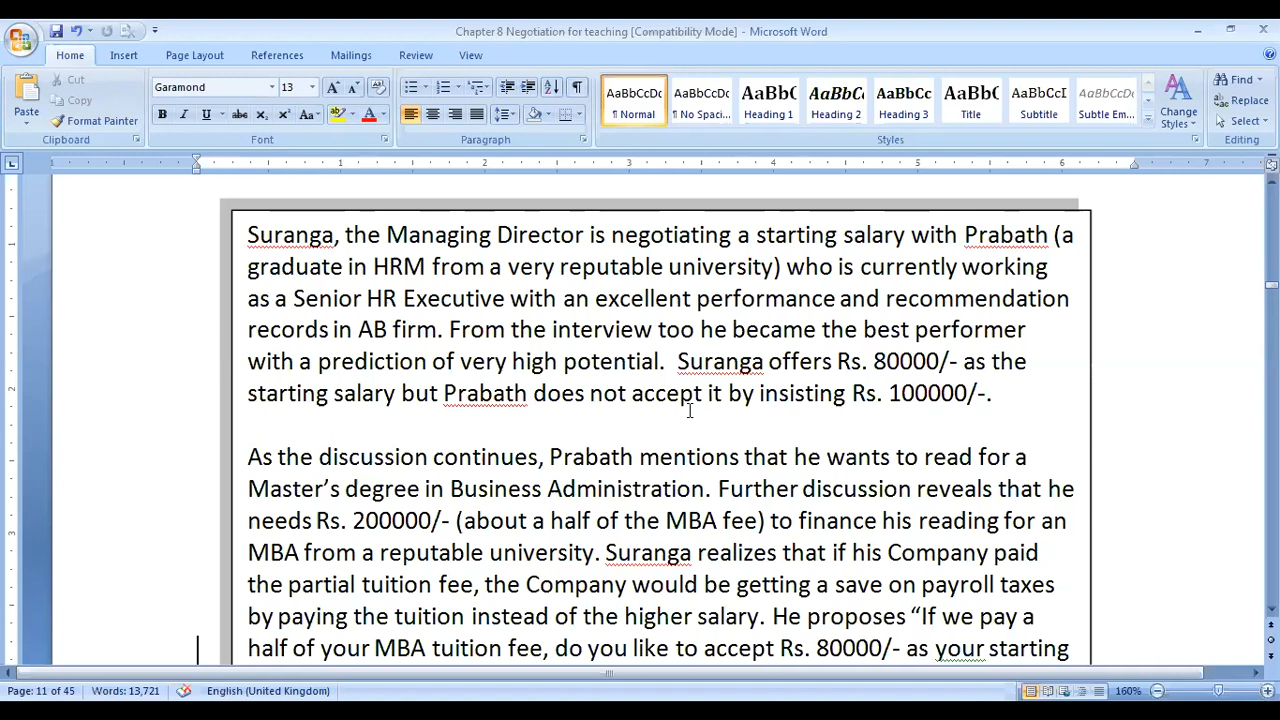 Chapter 8 Negotiation for teaching [Compatibility Mode] - Microsoft Word
Home Insert Page Layout References Mailings Review View
Paste
Cut
Copy
Format Painter
Clipboard
Garamond 13
Font
Paragraph
AaBbCcDc AaBbCcDc AaBbC AaBbCc AaBbCc AaBbC AaBbCcI AaBbCcDc
¶ Normal ¶ No Spaci... Heading 1 Heading 2 Heading 3 Title Subtitle Subtle Em...
Change Styles
Styles
Find
Replace
Select
Editing
1 1 2 3 4 5 6 7
Suranga, the Managing Director is negotiating a starting salary with Prabath (a
graduate in HRM from a very reputable university) who is currently working
as a Senior HR Executive with an excellent performance and recommendation
records in AB firm. From the interview too he became the best performer
with a prediction of very high potential. Suranga offers Rs. 80000/- as the
starting salary but Prabath does not accept it by insisting Rs. 100000/-.
As the discussion continues, Prabath mentions that he wants to read for a
Master’s degree in Business Administration. Further discussion reveals that he
needs Rs. 200000/- (about a half of the MBA fee) to finance his reading for an
MBA from a reputable university. Suranga realizes that if his Company paid
the partial tuition fee, the Company would be getting a save on payroll taxes
by paying the tuition instead of the higher salary. He proposes “If we pay a
half of your MBA tuition fee, do you like to accept Rs. 80000/- as your starting
Page: 11 of 45 Words: 13,721 English (United Kingdom) 160%